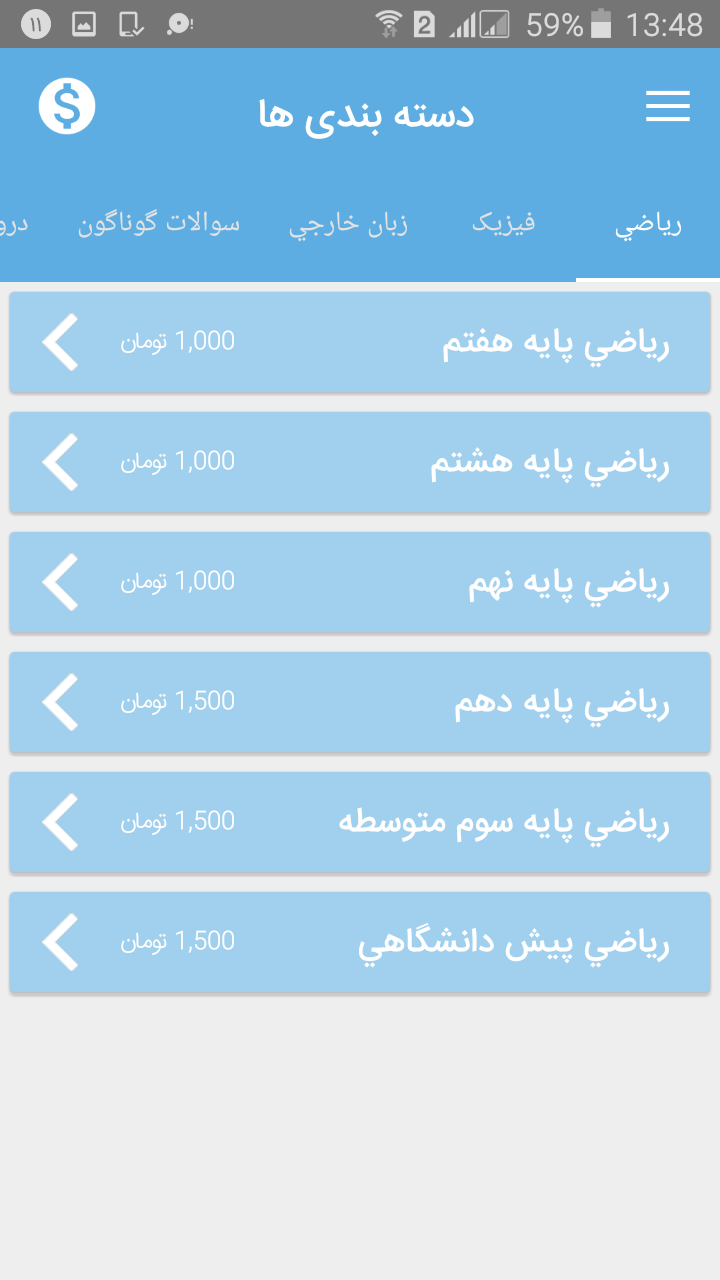 ۱۱ 2 59% 13:48
دسته بندی ها
رياضي فيزيک زبان خارجي سوالات گوناگون درو
رياضي پايه هفتم 1,000 تومان
رياضي پايه هشتم 1,000 تومان
رياضي پايه نهم 1,000 تومان
رياضي پايه دهم 1,500 تومان
رياضي پايه سوم متوسطه 1,500 تومان
رياضي پيش دانشگاهي 1,500 تومان